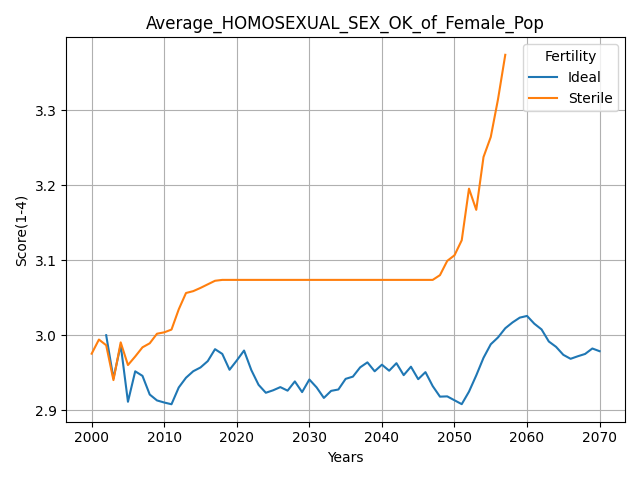 Average_HOMOSEXUAL_SEX_OK_of_Female_Pop
Fertility
Ideal
Sterile
Score(1-4)
3.3
3.2
3.1
3.0
2.9
2000 2010 2020 2030 2040 2050 2060 2070
Years